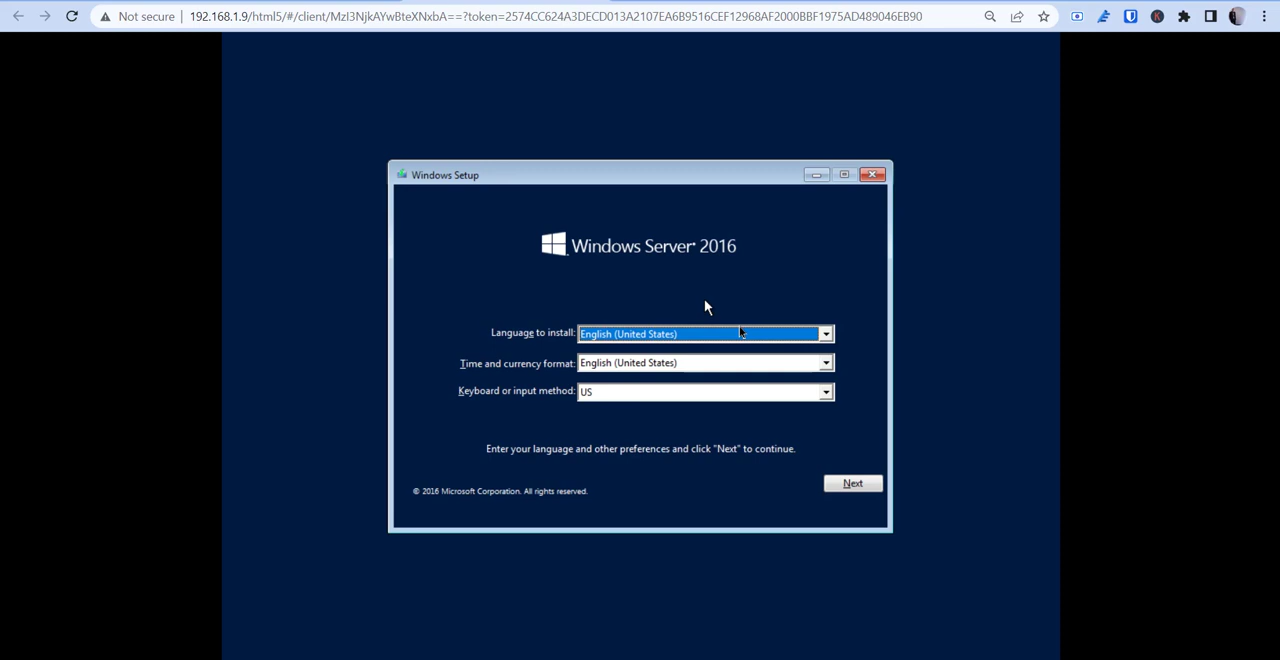 Not secure
192.168.1.9/html5/#/client/MzI3NjkAYwBteXNxbA==?token=2574CC624A3DECD013A2107EA6B9516CEF12968AF2000BBF1975AD489046EB90
Windows Setup
Windows Server 2016
Language to install: English (United States)
Time and currency format: English (United States)
Keyboard or input method: US
Enter your language and other preferences and click "Next" to continue.
Next
© 2016 Microsoft Corporation. All rights reserved.